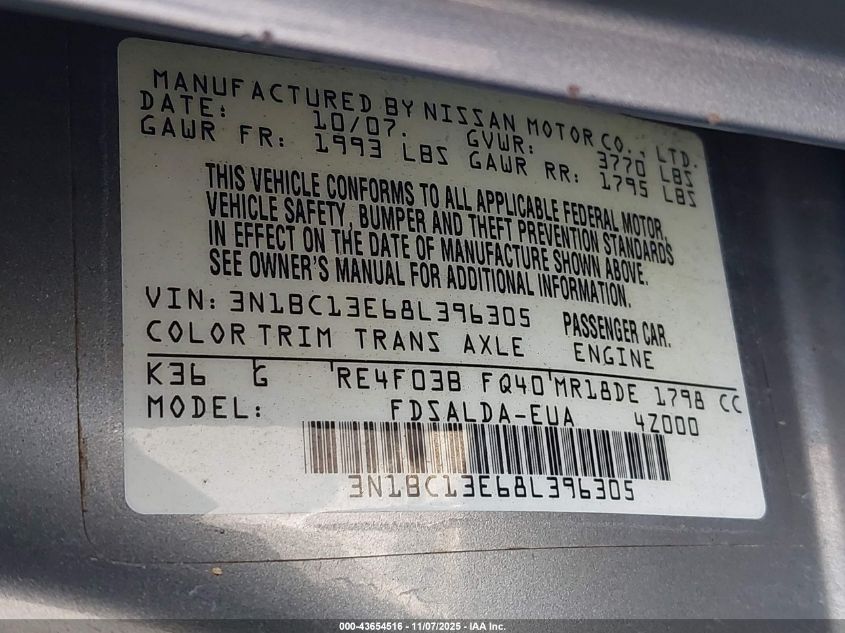 MANUFACTURED BY NISSAN MOTOR CO., LTD.
DATE: 10/07. GVWR: 3770 LBS
GAWR FR: 1993 LBS GAWR RR: 1795 LBS
THIS VEHICLE CONFORMS TO ALL APPLICABLE FEDERAL MOTOR,
VEHICLE SAFETY, BUMPER AND THEFT PREVENTION STANDARDS
IN EFFECT ON THE DATE OF MANUFACTURE SHOWN ABOVE.
SEE OWNER'S MANUAL FOR ADDITIONAL INFORMATION.
VIN: 3N1BC13E68L396305 PASSENGER CAR.
COLOR TRIM TRANS AXLE ENGINE
K36 G RE4F03B FQ40 MR18DE 1798 CC
MODEL: FDSALDA-EUA 4Z000
3N1BC13E68L396305
000-43654516 - 11/07/2025 - IAA Inc.